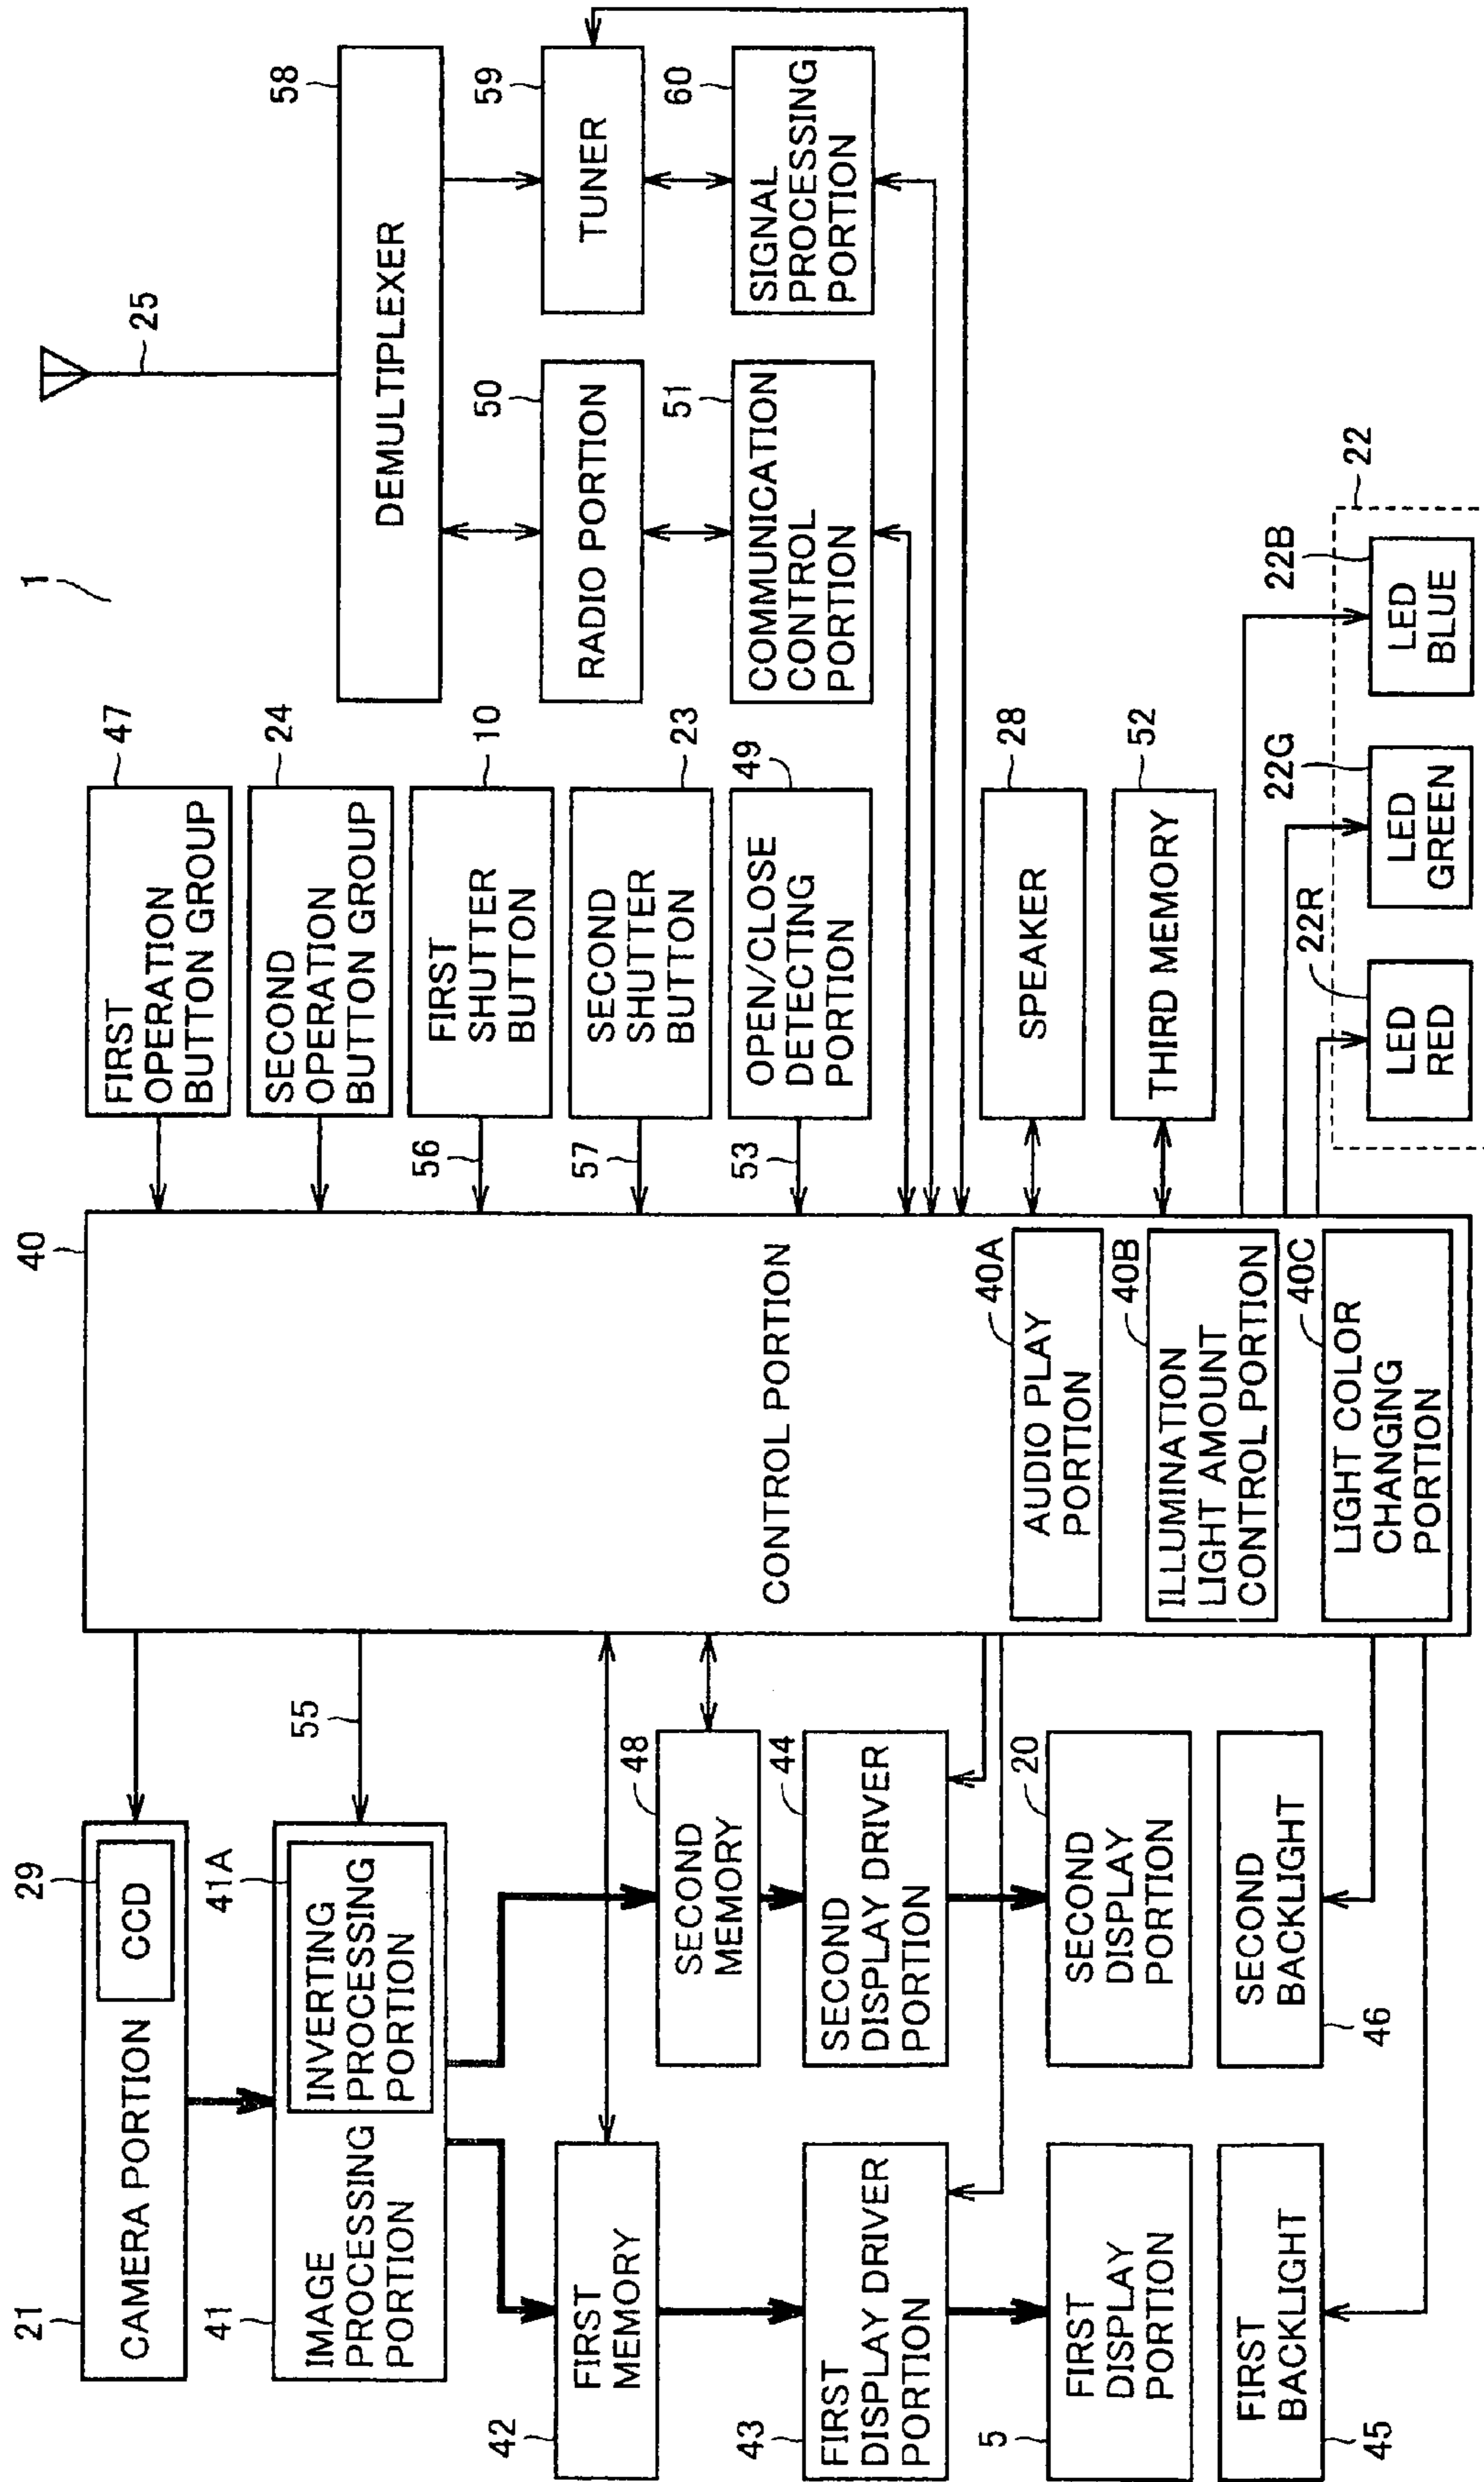 1
21
CAMERA PORTION
29
CCD
41
IMAGE
PROCESSING
PORTION
41A
INVERTING
PROCESSING
PORTION
55
42
FIRST
MEMORY
48
SECOND
MEMORY
43
FIRST
DISPLAY DRIVER
PORTION
44
SECOND
DISPLAY DRIVER
PORTION
5
FIRST
DISPLAY
PORTION
20
SECOND
DISPLAY
PORTION
45
FIRST
BACKLIGHT
46
SECOND
BACKLIGHT
40
CONTROL PORTION
40A
AUDIO PLAY
PORTION
40B
ILLUMINATION
LIGHT AMOUNT
CONTROL PORTION
40C
LIGHT COLOR
CHANGING
PORTION
47
FIRST
OPERATION
BUTTON GROUP
24
SECOND
OPERATION
BUTTON GROUP
10
FIRST
SHUTTER
BUTTON
56
23
SECOND
SHUTTER
BUTTON
57
49
OPEN/CLOSE
DETECTING
PORTION
53
28
SPEAKER
52
THIRD MEMORY
25
58
DEMULTIPLEXER
50
RADIO PORTION
59
TUNER
51
COMMUNICATION
CONTROL
PORTION
60
SIGNAL
PROCESSING
PORTION
22
22R
LED
RED
22G
LED
GREEN
22B
LED
BLUE